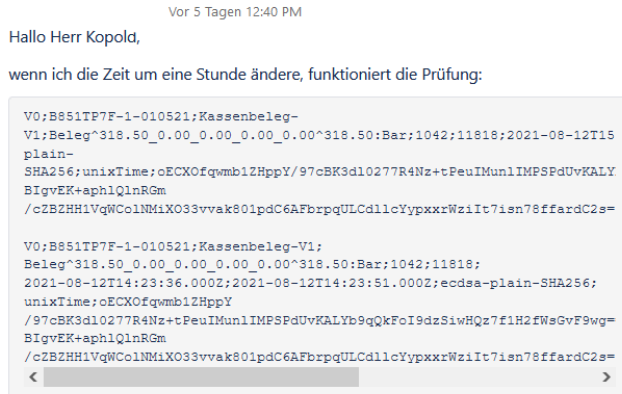 Vor 5 Tagen 12:40 PM
Hallo Herr Kopold,
wenn ich die Zeit um eine Stunde ändere, funktioniert die Prüfung:
V0;B851TP7F-1-010521;Kassenbeleg-
V1;Beleg^318.50_0.00_0.00_0.00_0.00^318.50:Bar;1042;11818;2021-08-12T15
plain-
SHA256;unixTime;oECXOfqwmb1ZHppY/97cBK3dl0277R4Nz+tPeuIMunlIMPSPdUvKALY
BIgvEK+aphlQlnRGm
/cZBZHH1VqWColNMiXO33vvak801pdC6AFbrpqULCdllcYypxxrWziIt7isn78ffardC2s=
V0;B851TP7F-1-010521;Kassenbeleg-V1;
Beleg^318.50_0.00_0.00_0.00_0.00^318.50:Bar;1042;11818;
2021-08-12T14:23:36.000Z;2021-08-12T14:23:51.000Z;ecdsa-plain-SHA256;
unixTime;oECXOfqwmb1ZHppY
/97cBK3dl0277R4Nz+tPeuIMunlIMPSPdUvKALYb9qQkFoI9dzSiwHQz7f1H2fWsGvF9wg=
BIgvEK+aphlQlnRGm
/cZBZHH1VqWColNMiXO33vvak801pdC6AFbrpqULCdllcYypxxrWziIt7isn78ffardC2s=